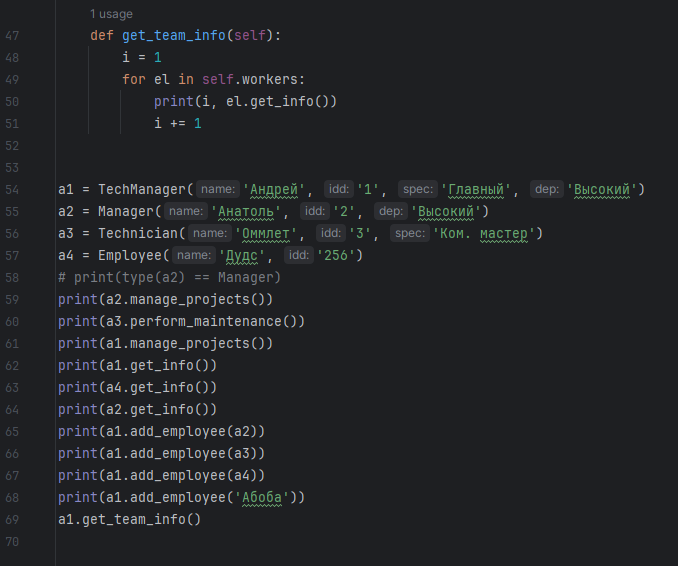 1 usage
47 def get_team_info(self):
48 i = 1
49 for el in self.workers:
50 print(i, el.get_info())
51 i += 1
52
53
54 a1 = TechManager( name: 'Андрей', idd: '1', spec: 'Главный', dep: 'Высокий')
55 a2 = Manager( name: 'Анатоль', idd: '2', dep: 'Высокий')
56 a3 = Technician( name: 'Оммлет', idd: '3', spec: 'Ком. мастер')
57 a4 = Employee( name: 'Дудс', idd: '256')
58 # print(type(a2) == Manager)
59 print(a2.manage_projects())
60 print(a3.perform_maintenance())
61 print(a1.manage_projects())
62 print(a1.get_info())
63 print(a4.get_info())
64 print(a2.get_info())
65 print(a1.add_employee(a2))
66 print(a1.add_employee(a3))
67 print(a1.add_employee(a4))
68 print(a1.add_employee('Абоба'))
69 a1.get_team_info()
70